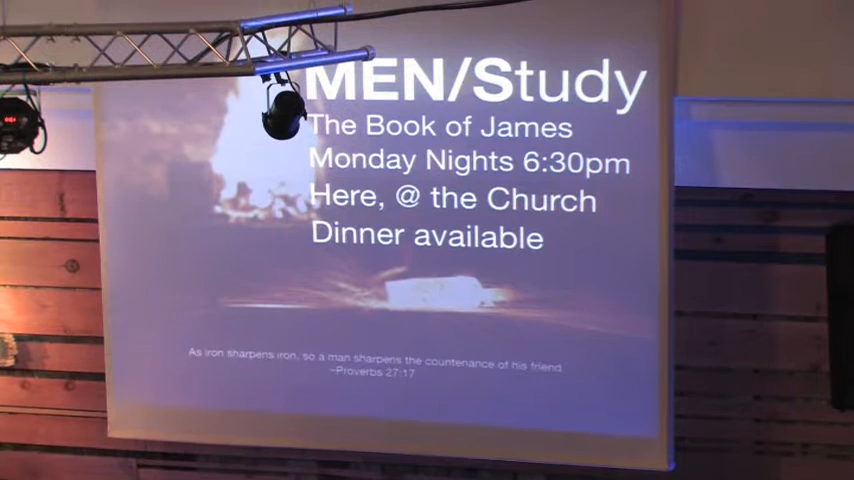 MEN/Study
The Book of James
Monday Nights 6:30pm
Here, @ the Church
Dinner available
As iron sharpens iron, so a man sharpens the countenance of his friend.
~Proverbs 27:17